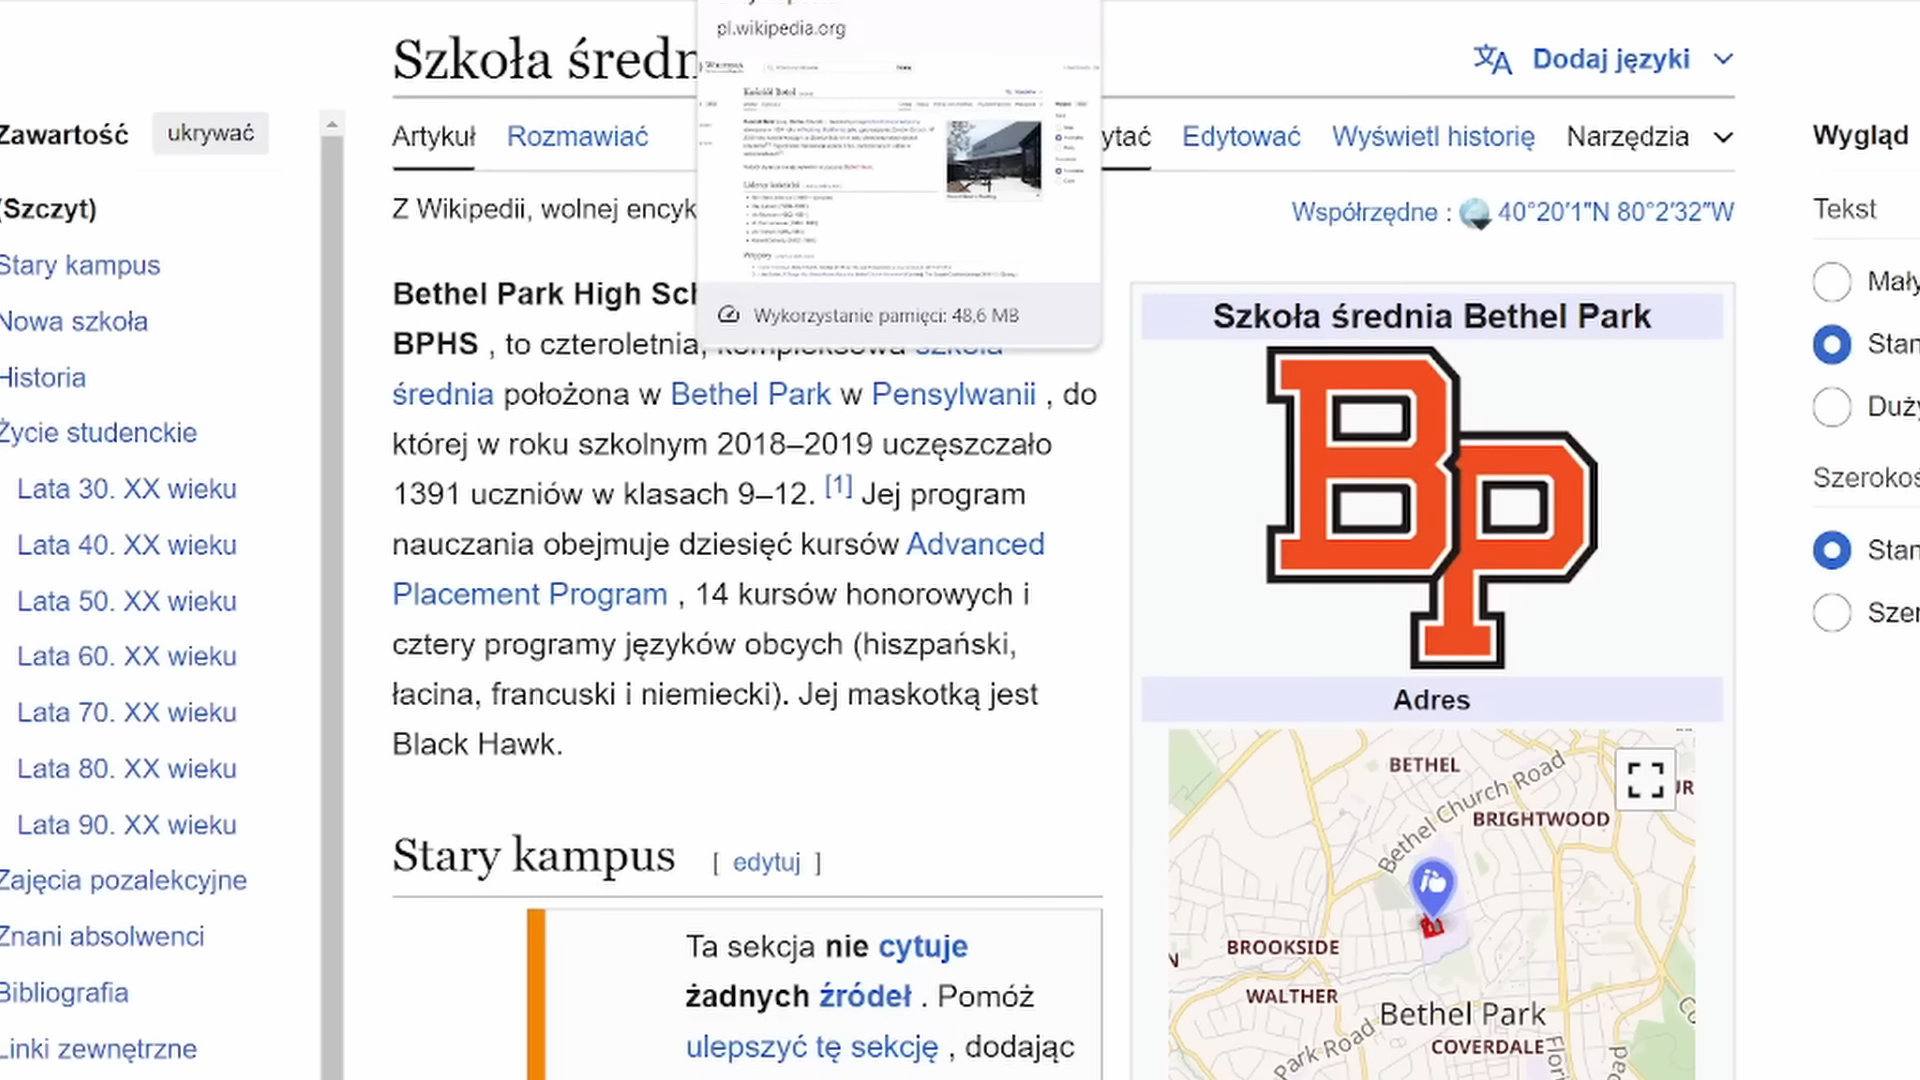 pl.wikipedia.org
Szkoła średn
Dodaj języki
Zawartość
ukrywać
Artykuł
Rozmawiać
ytać
Edytować
Wyświetl historię
Narzędzia
Wygląd
(Szczyt)
Z Wikipedii, wolnej encyk
Współrzędne : 40°20′1″N 80°2′32″W
Tekst
Stary kampus
Nowa szkoła
Historia
Życie studenckie
Lata 30. XX wieku
Lata 40. XX wieku
Lata 50. XX wieku
Lata 60. XX wieku
Lata 70. XX wieku
Lata 80. XX wieku
Lata 90. XX wieku
Zajęcia pozalekcyjne
Znani absolwenci
Bibliografia
Linki zewnętrzne
Wykorzystanie pamięci: 48,6 MB
Bethel Park High Sch
BPHS , to czteroletnia, kompleksowa szkoła
średnia położona w Bethel Park w Pensylwanii , do
której w roku szkolnym 2018–2019 uczęszczało
1391 uczniów w klasach 9–12. [1] Jej program
nauczania obejmuje dziesięć kursów Advanced
Placement Program , 14 kursów honorowych i
cztery programy języków obcych (hiszpański,
łacina, francuski i niemiecki). Jej maskotką jest
Black Hawk.
Stary kampus [ edytuj ]
Ta sekcja nie cytuje
żadnych źródeł . Pomóż
ulepszyć tę sekcję , dodając
Szkoła średnia Bethel Park
BP
Adres
BETHEL
Bethel Church Road
UR
BRIGHTWOOD
BROOKSIDE
N
WALTHER
Bethel Park
COVERDALE
Park Road
Flori
Mały
Stan
Duży
Szerokoś
Stan
Szer